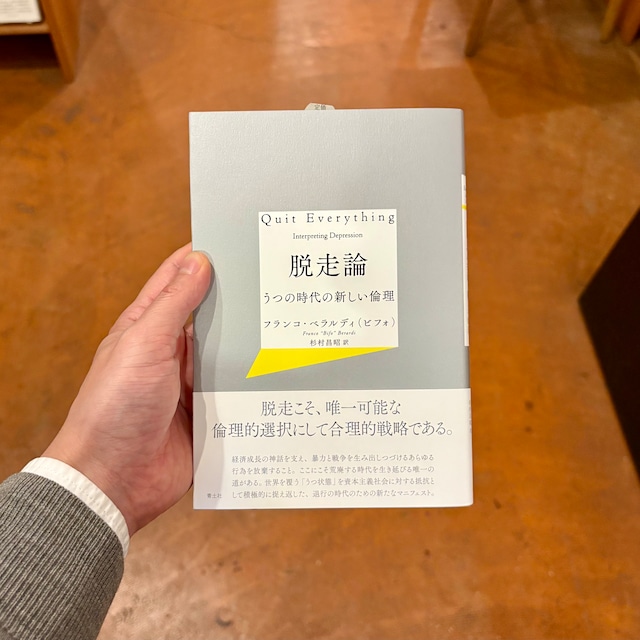 定価
Quit Everything
Interpreting Depression
脱走論
うつの時代の新しい倫理
フランコ・ベラルディ（ビフォ）
Franco "Bifo" Berardi
杉村昌昭 訳
脱走こそ、唯一可能な
倫理的選択にして合理的戦略である。
経済成長の神話を支え、暴力と戦争を生み出しつづけるあらゆる
行為を放棄すること。ここにこそ荒廃する時代を生き延びる唯一の
道がある。世界を覆う「うつ状態」を資本主義社会に対する抵抗と
して積極的に捉え返した、退行の時代のための新たなマニフェスト。
青土社